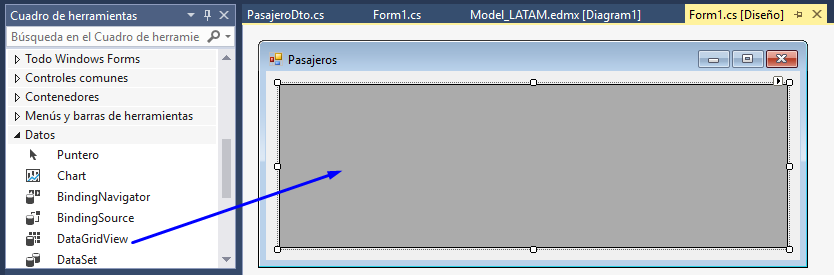 Cuadro de herramientas
Búsqueda en el Cuadro de herramie
Todo Windows Forms
Controles comunes
Contenedores
Menús y barras de herramientas
Datos
Puntero
Chart
BindingNavigator
BindingSource
DataGridView
DataSet
PasajeroDto.cs Form1.cs Model_LATAM.edmx [Diagram1] Form1.cs [Diseño]
Pasajeros